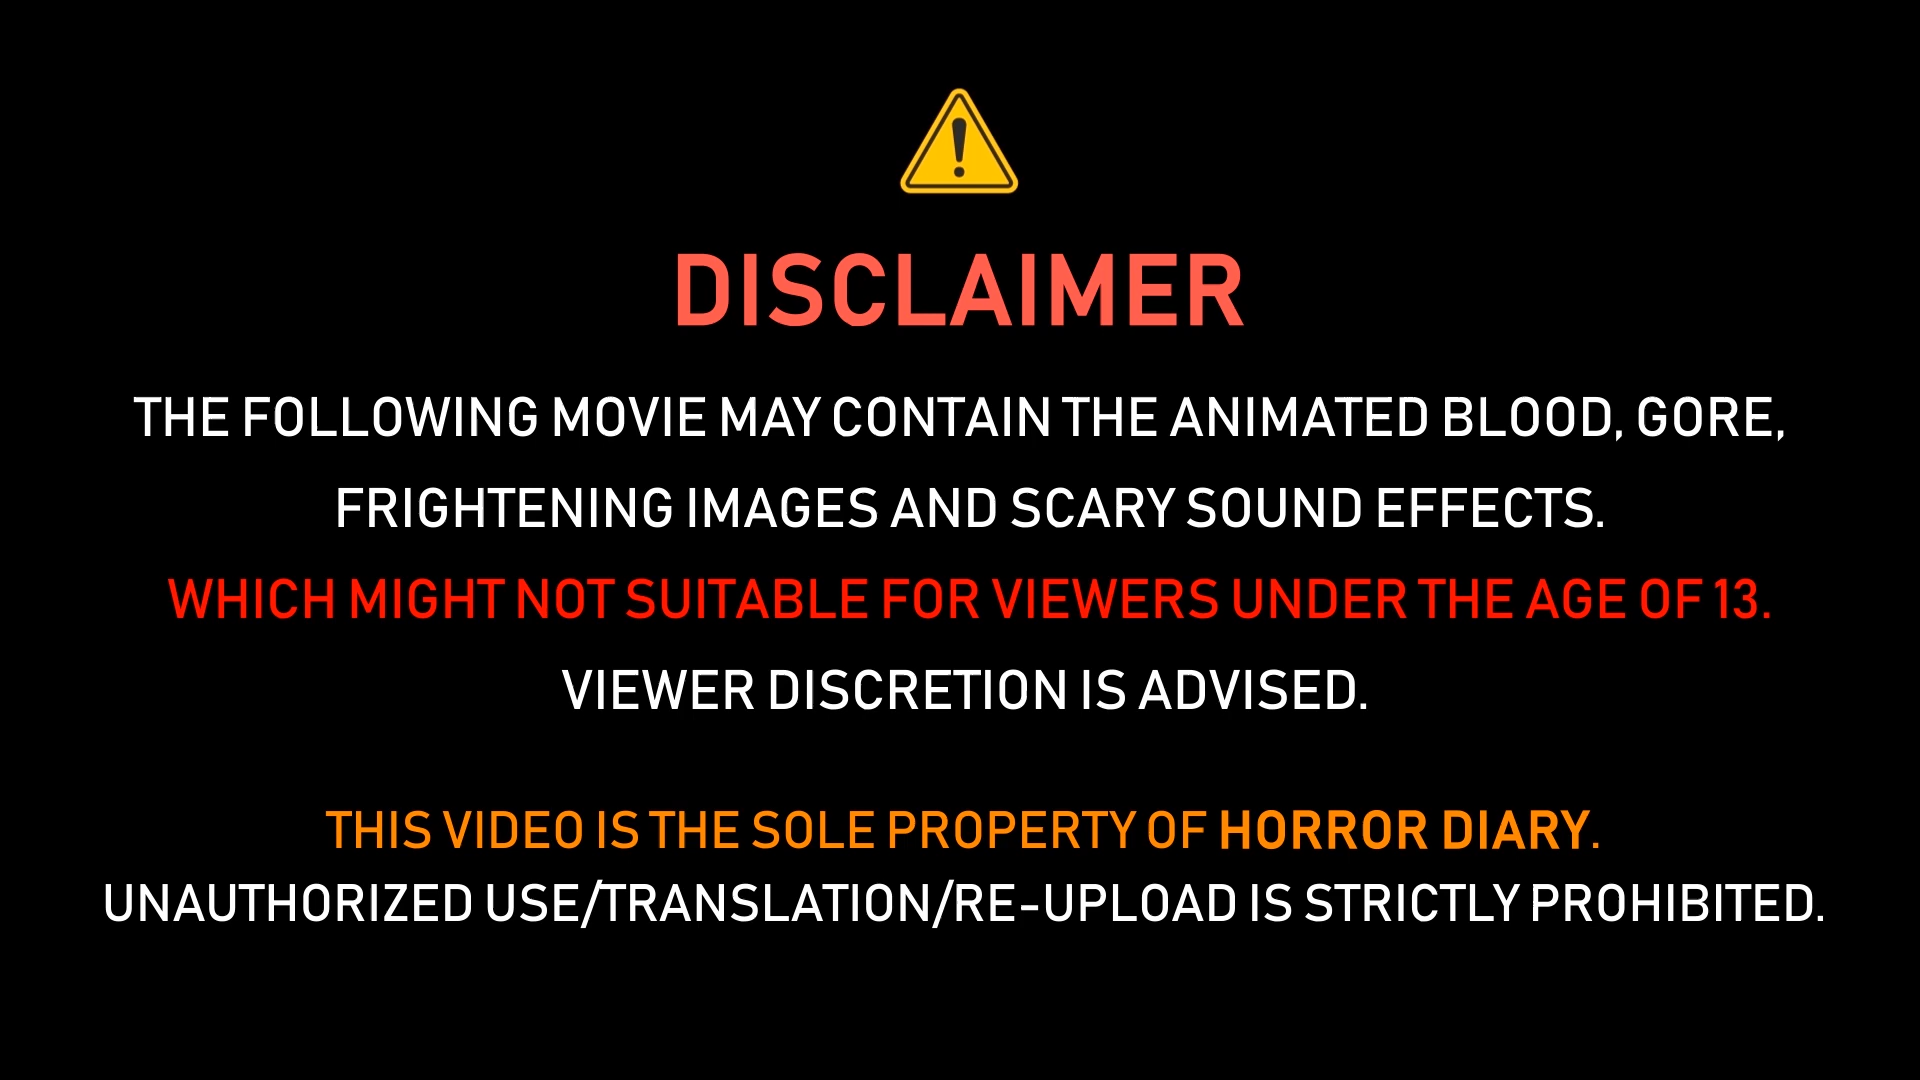 DISCLAIMER
THE FOLLOWING MOVIE MAY CONTAIN THE ANIMATED BLOOD, GORE,
FRIGHTENING IMAGES AND SCARY SOUND EFFECTS.
WHICH MIGHT NOT SUITABLE FOR VIEWERS UNDER THE AGE OF 13.
VIEWER DISCRETION IS ADVISED.
THIS VIDEO IS THE SOLE PROPERTY OF HORROR DIARY.
UNAUTHORIZED USE/TRANSLATION/RE-UPLOAD IS STRICTLY PROHIBITED.